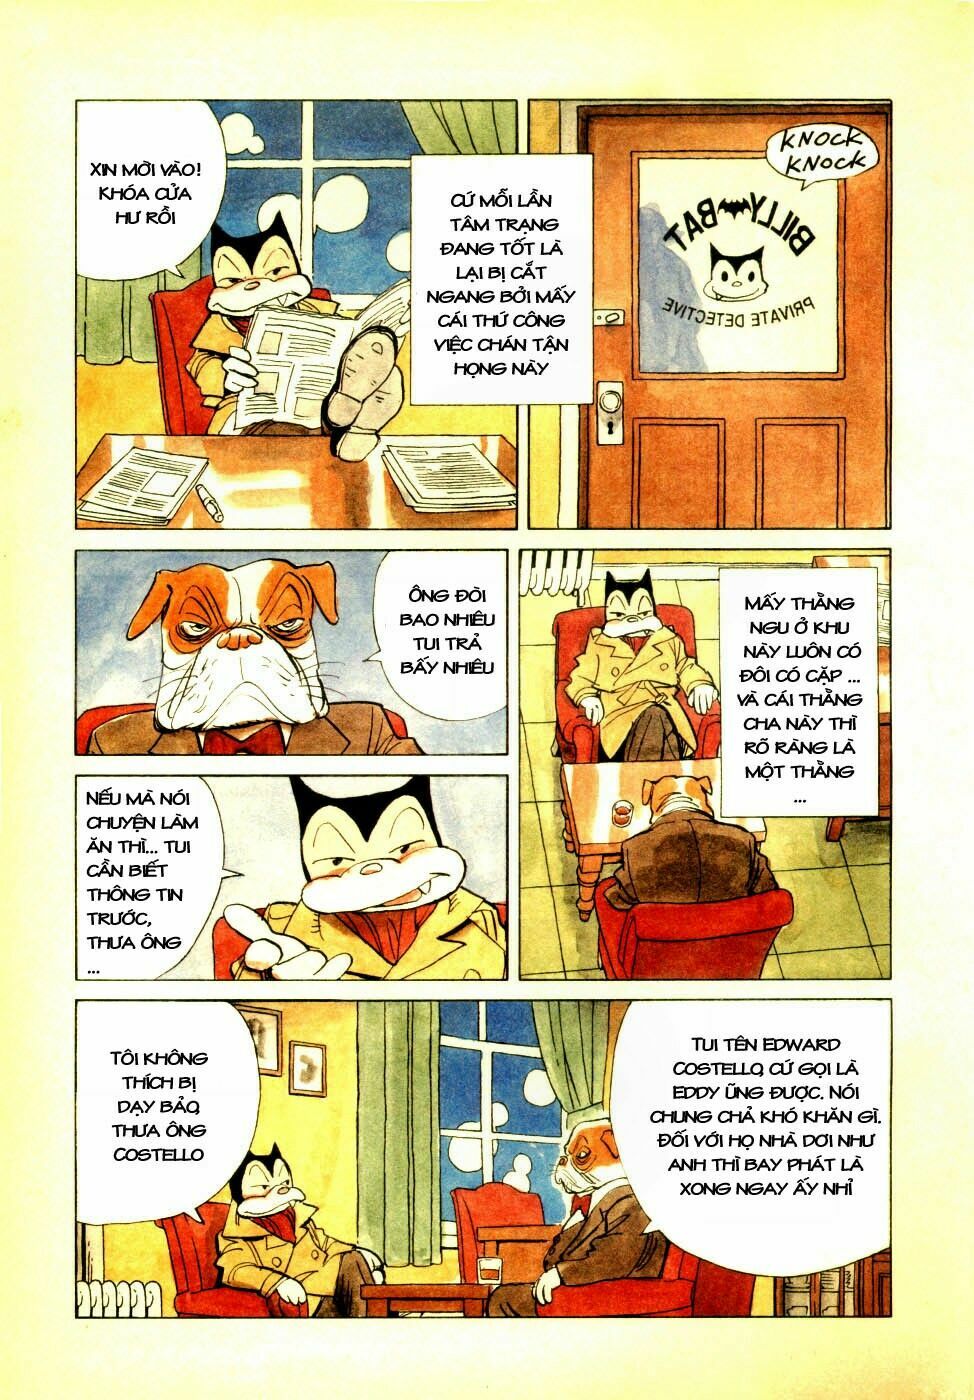 KNOCK
KNOCK
BILLY BAT
PRIVATE DETECTIVE
CỨ MỖI LẦN
TÂM TRẠNG
ĐANG TỐT LÀ
LẠI BỊ CẮT
NGANG BỞI MẤY
CÁI THỨ CÔNG
VIỆC CHÁN TẬN
HỌNG NÀY
XIN MỜI VÀO!
KHÓA CỬA
HƯ RỒI
MẤY THẰNG
NGU Ở KHU
NÀY LUÔN CÓ
ĐÔI CÓ CẶP ...
VÀ CÁI THẰNG
CHA NÀY THÌ
RÕ RÀNG LÀ
MỘT THẰNG
...
ÔNG ĐÒI
BAO NHIÊU
TUI TRẢ
BẤY NHIÊU
NẾU MÀ NÓI
CHUYỆN LÀM
ĂN THÌ... TUI
CẦN BIẾT
THÔNG TIN
TRƯỚC,
THƯA ÔNG
...
TUI TÊN EDWARD
COSTELLO, CỨ GỌI LÀ
EDDY ŨNG ĐƯỢC. NÓI
CHUNG CHẢ KHÓ KHĂN GÌ.
ĐỐI VỚI HỌ NHÀ DƠI NHƯ
ANH THÌ BAY PHÁT LÀ
XONG NGAY ẤY NHỈ
TÔI KHÔNG
THÍCH BỊ
DẠY BẢO,
THƯA ÔNG
COSTELLO